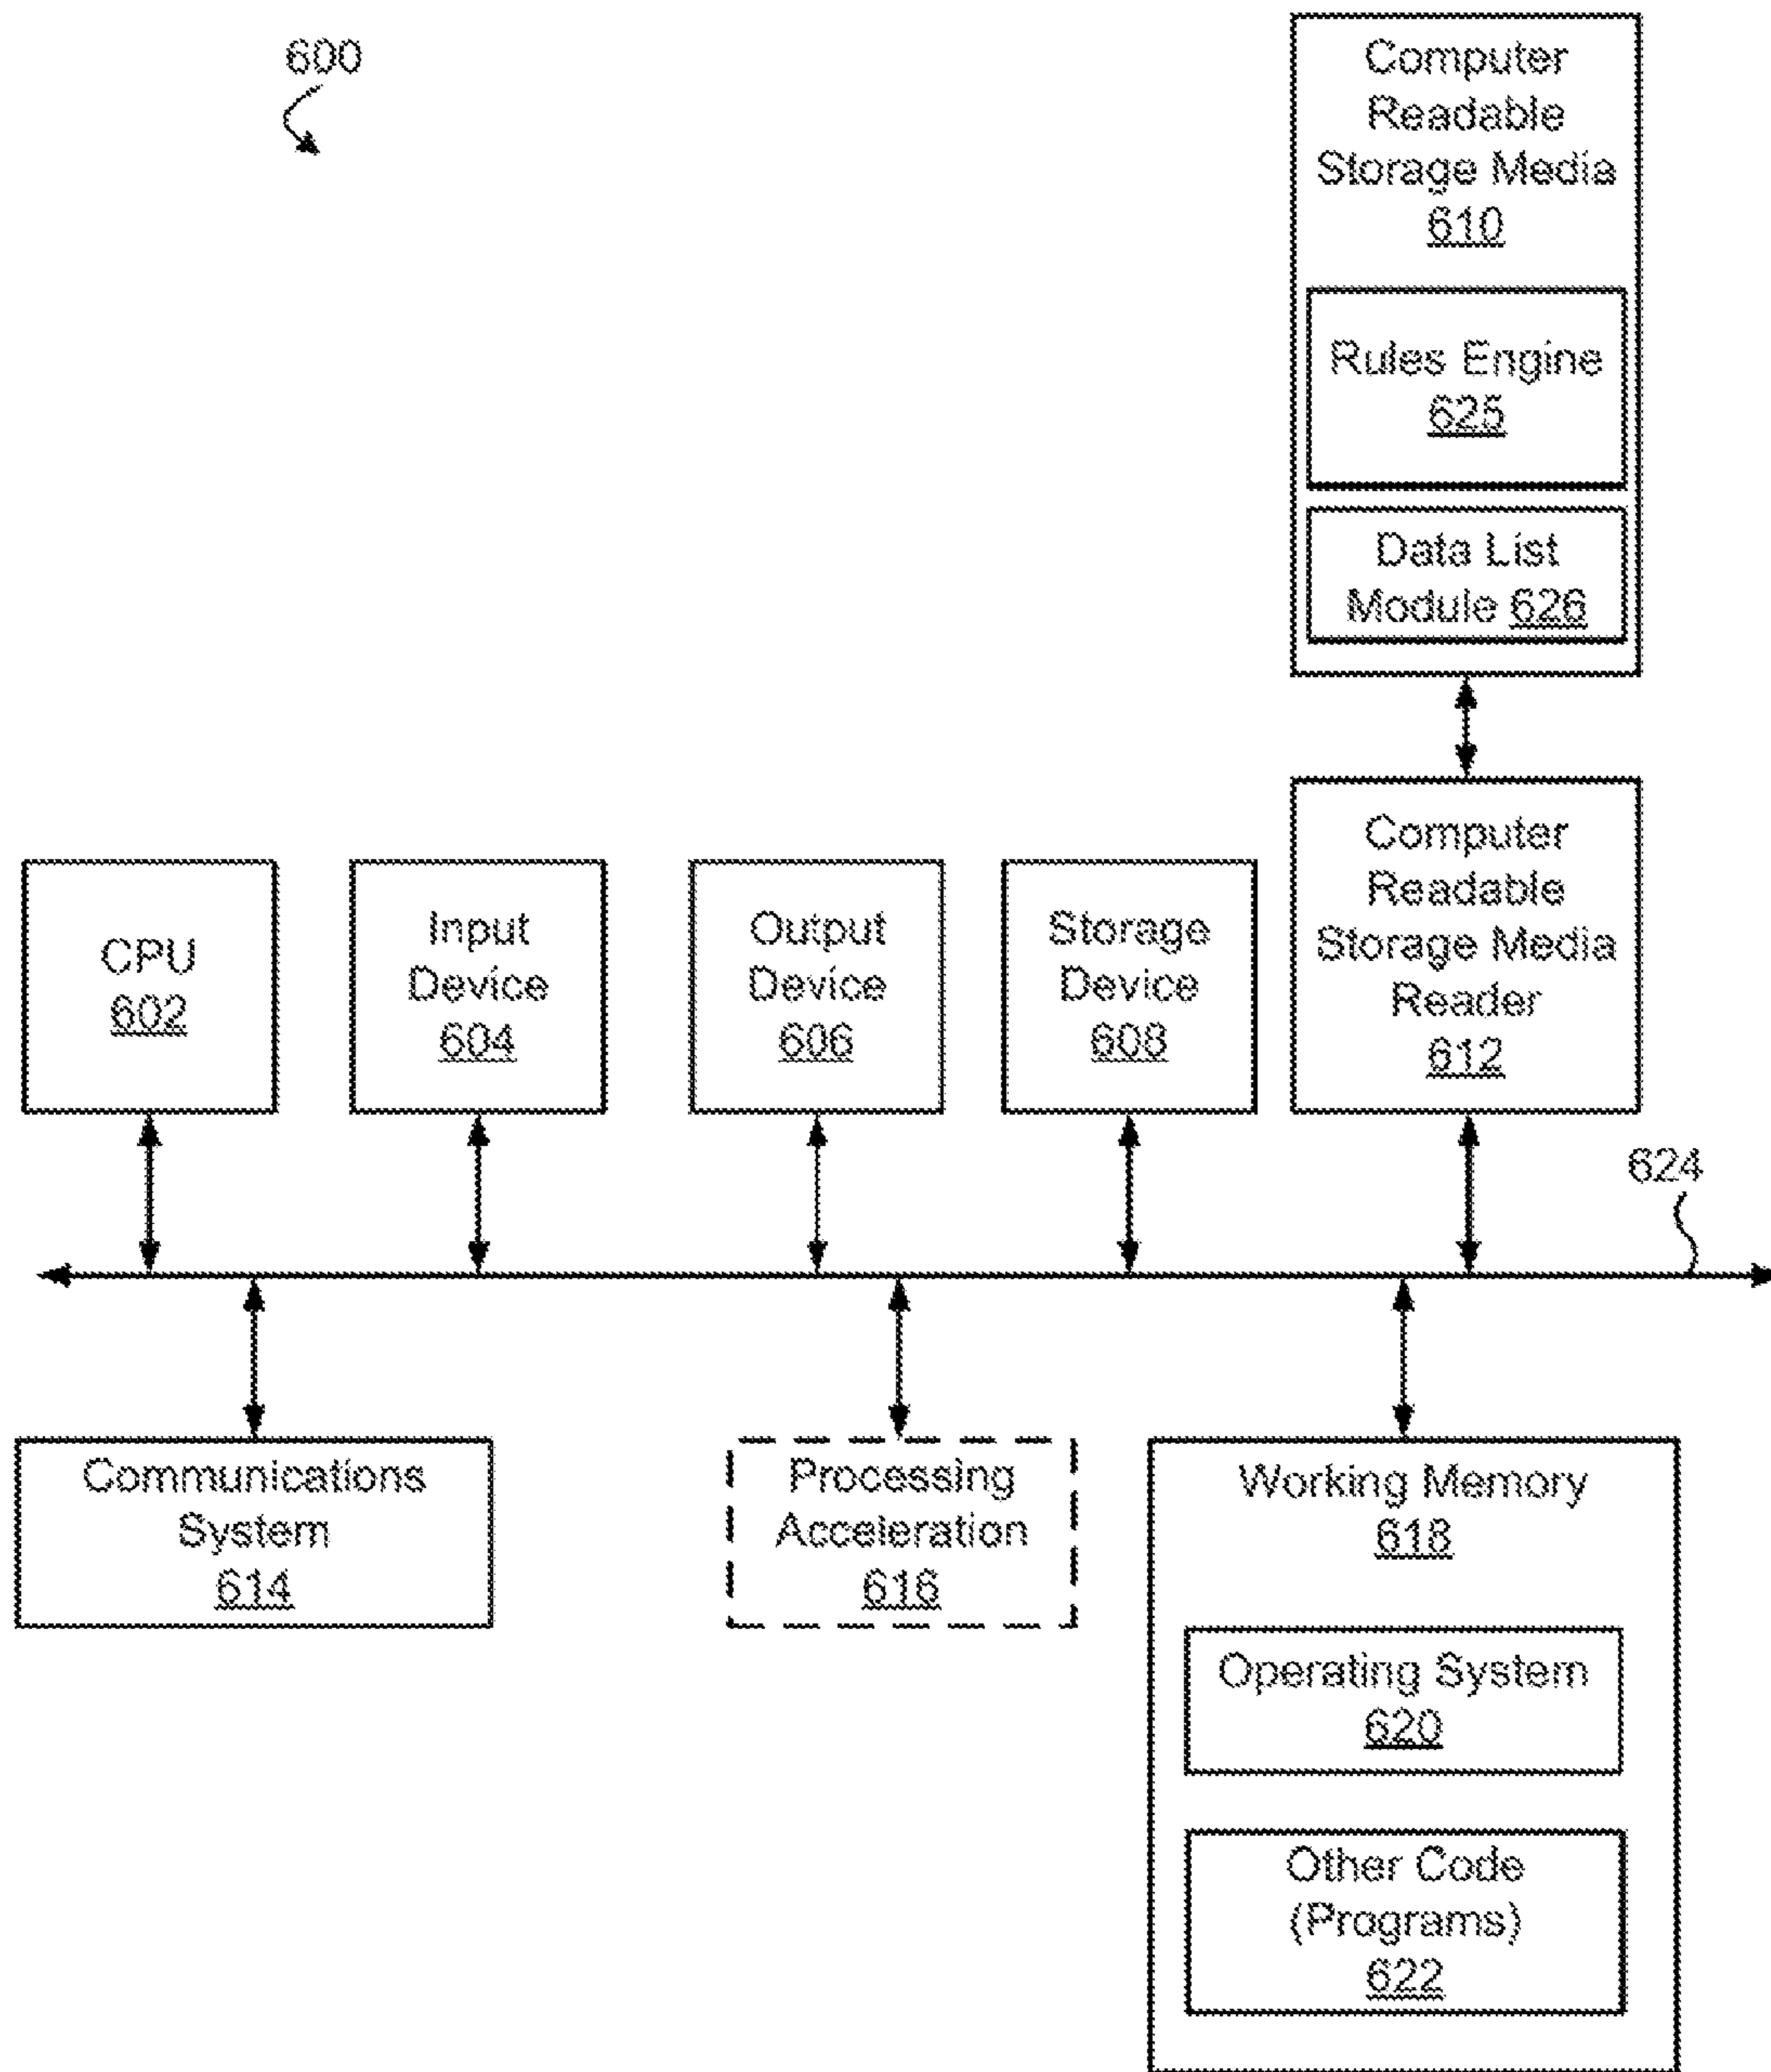 600
Computer
Readable
Storage Media
610
Rules Engine
625
Data List
Module 626
CPU
602
Input
Device
604
Output
Device
606
Storage
Device
608
Computer
Readable
Storage Media
Reader
612
624
Communications
System
614
Processing
Acceleration
616
Working Memory
618
Operating System
620
Other Code
(Programs)
622